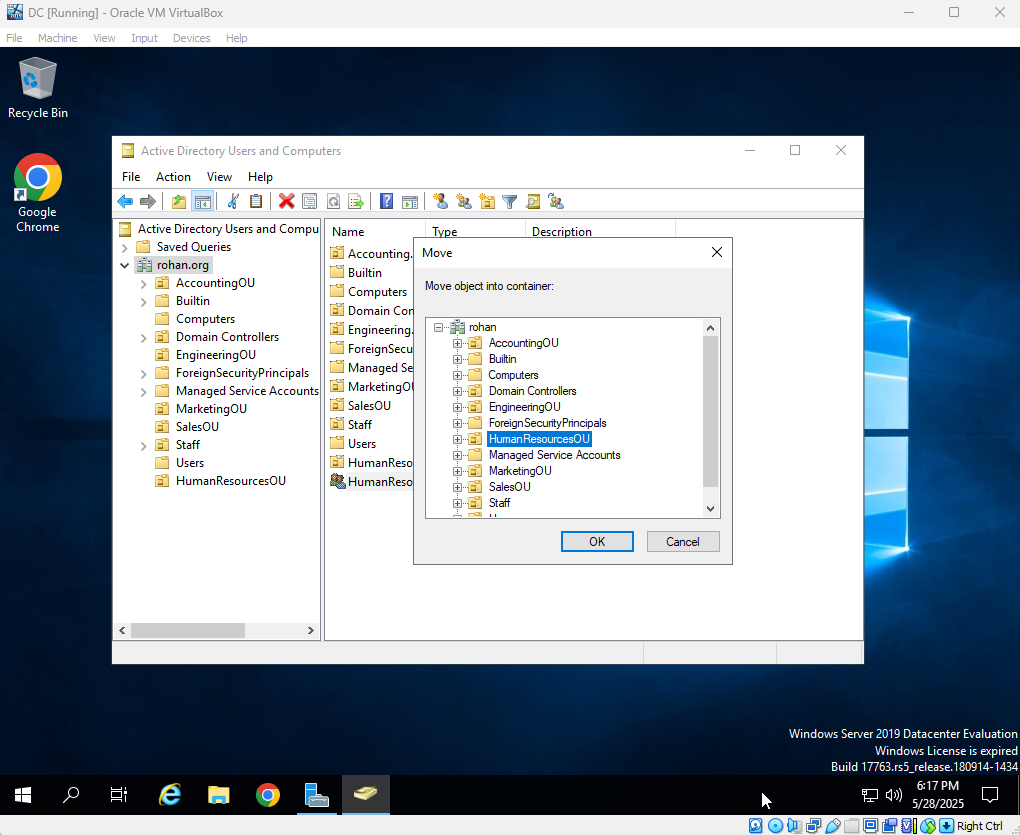 DC [Running] - Oracle VM VirtualBox
File Machine View Input Devices Help
Recycle Bin
Google
Chrome
Active Directory Users and Computers
File Action View Help
Active Directory Users and Compu
Saved Queries
rohan.org
AccountingOU
Builtin
Computers
Domain Controllers
EngineeringOU
ForeignSecurityPrincipals
Managed Service Accounts
MarketingOU
SalesOU
Staff
Users
HumanResourcesOU
Name Type Description
Accounting.
Builtin
Computers
Domain Con
Engineering.
ForeignSecu
Managed Se
MarketingOU
SalesOU
Staff
Users
HumanReso
HumanReso
Move
Move object into container:
rohan
AccountingOU
Builtin
Computers
Domain Controllers
EngineeringOU
ForeignSecurityPrincipals
HumanResourcesOU
Managed Service Accounts
MarketingOU
SalesOU
Staff
OK Cancel
Windows Server 2019 Datacenter Evaluation
Windows License is expired
Build 17763.rs5_release.180914-1434
6:17 PM
5/28/2025
Right Ctrl